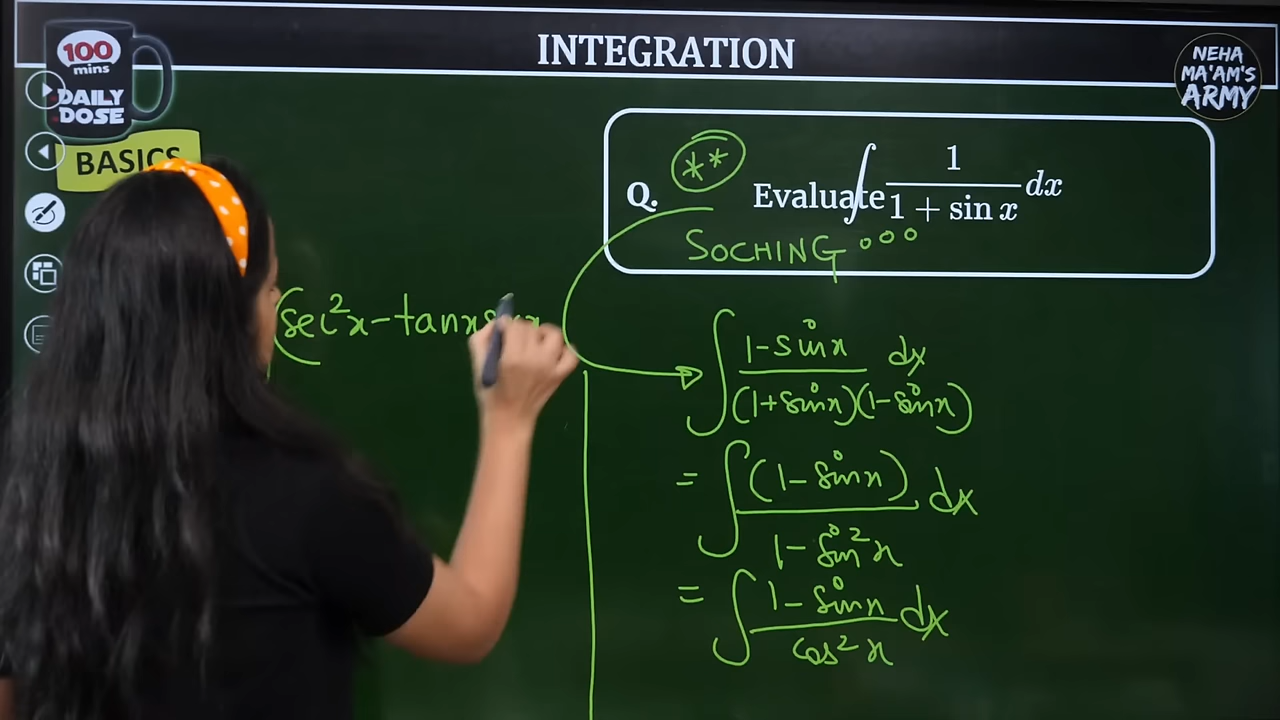 INTEGRATION
100
mins
DAILY
DOSE
NEHA
MA'AM'S
ARMY
BASICS
**
Q. Evaluate ∫ 1/(1 + sin x) dx
SOCHING °°°
(sec²x - tanx
∫ (1-sinx)/((1+sinx)(1-sinx)) dx
= ∫ (1-sinx)/(1-sin²x) dx
= ∫ (1-sinx)/(cos²x) dx